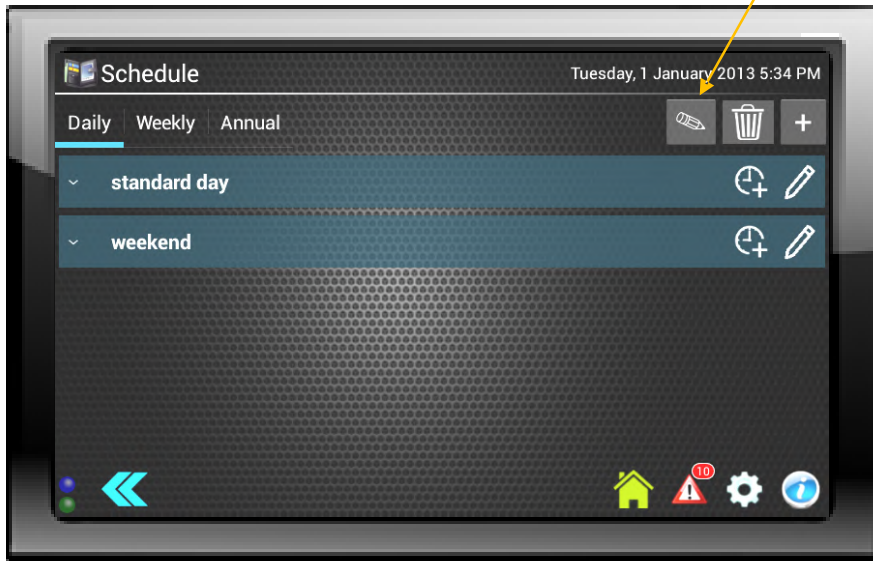 Schedule
Tuesday, 1 January 2013 5:34 PM
Daily Weekly Annual
+
standard day
weekend
10